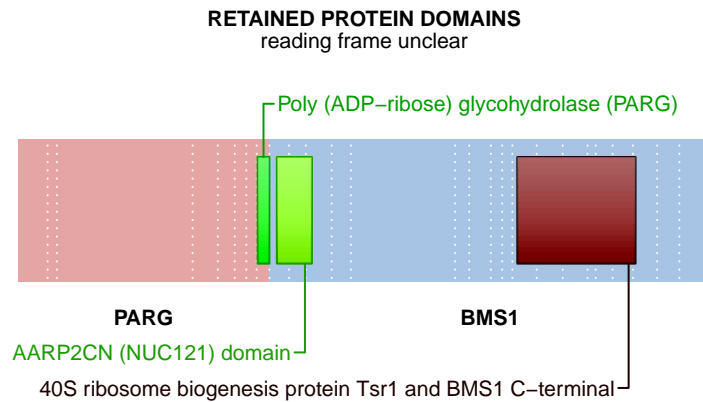 RETAINED PROTEIN DOMAINS
reading frame unclear
Poly (ADP−ribose) glycohydrolase (PARG)
PARG
BMS1
AARP2CN (NUC121) domain
40S ribosome biogenesis protein Tsr1 and BMS1 C−terminal